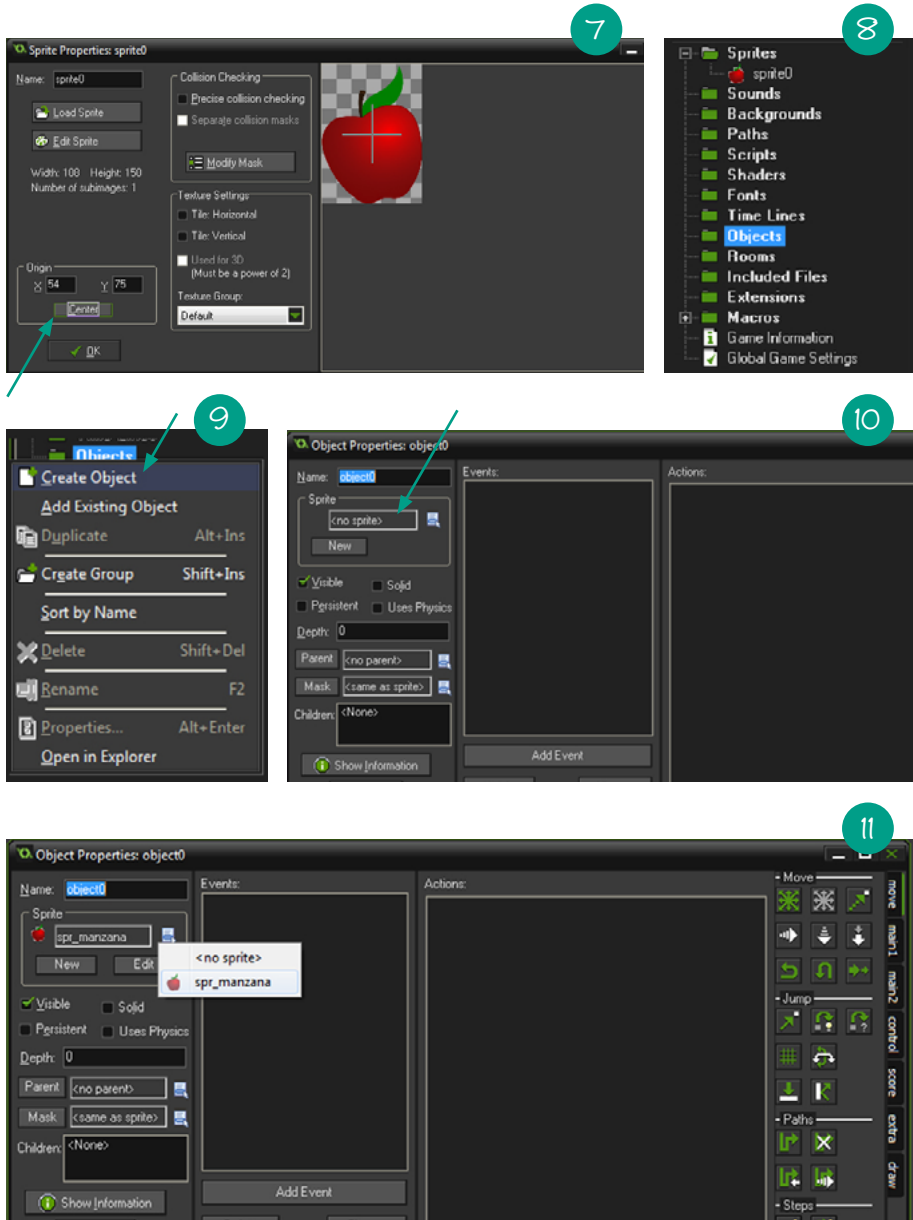 7
Sprite Properties: sprite0
Name: sprite0
Load Sprite
Edit Sprite
Width: 108 Height: 150
Number of subimages: 1
Origin
X 54 Y 75
Center
OK
Collision Checking
Precise collision checking
Separate collision masks
Modify Mask
Texture Settings
Tile: Horizontal
Tile: Vertical
Used for 3D
(Must be a power of 2)
Texture Group:
Default
8
Sprites
sprite0
Sounds
Backgrounds
Paths
Scripts
Shaders
Fonts
Time Lines
Objects
Rooms
Included Files
Extensions
Macros
Game Information
Global Game Settings
9
Objects
Create Object
Add Existing Object
Duplicate Alt+Ins
Create Group Shift+Ins
Sort by Name
Delete Shift+Del
Rename F2
Properties... Alt+Enter
Open in Explorer
10
Object Properties: object0
Name: object0
Sprite
<no sprite>
New
Visible Solid
Persistent Uses Physics
Depth: 0
Parent <no parent>
Mask <same as sprite>
Children: <None>
Show Information
Events:
Add Event
Actions:
11
Object Properties: object0
Name: object0
Sprite
spr_manzana
New Edit
<no sprite>
spr_manzana
Visible Solid
Persistent Uses Physics
Depth: 0
Parent <no parent>
Mask <same as sprite>
Children: <None>
Show Information
Events:
Add Event
Actions:
Move
Jump
Paths
Steps
move
main1
main2
control
score
extra
draw